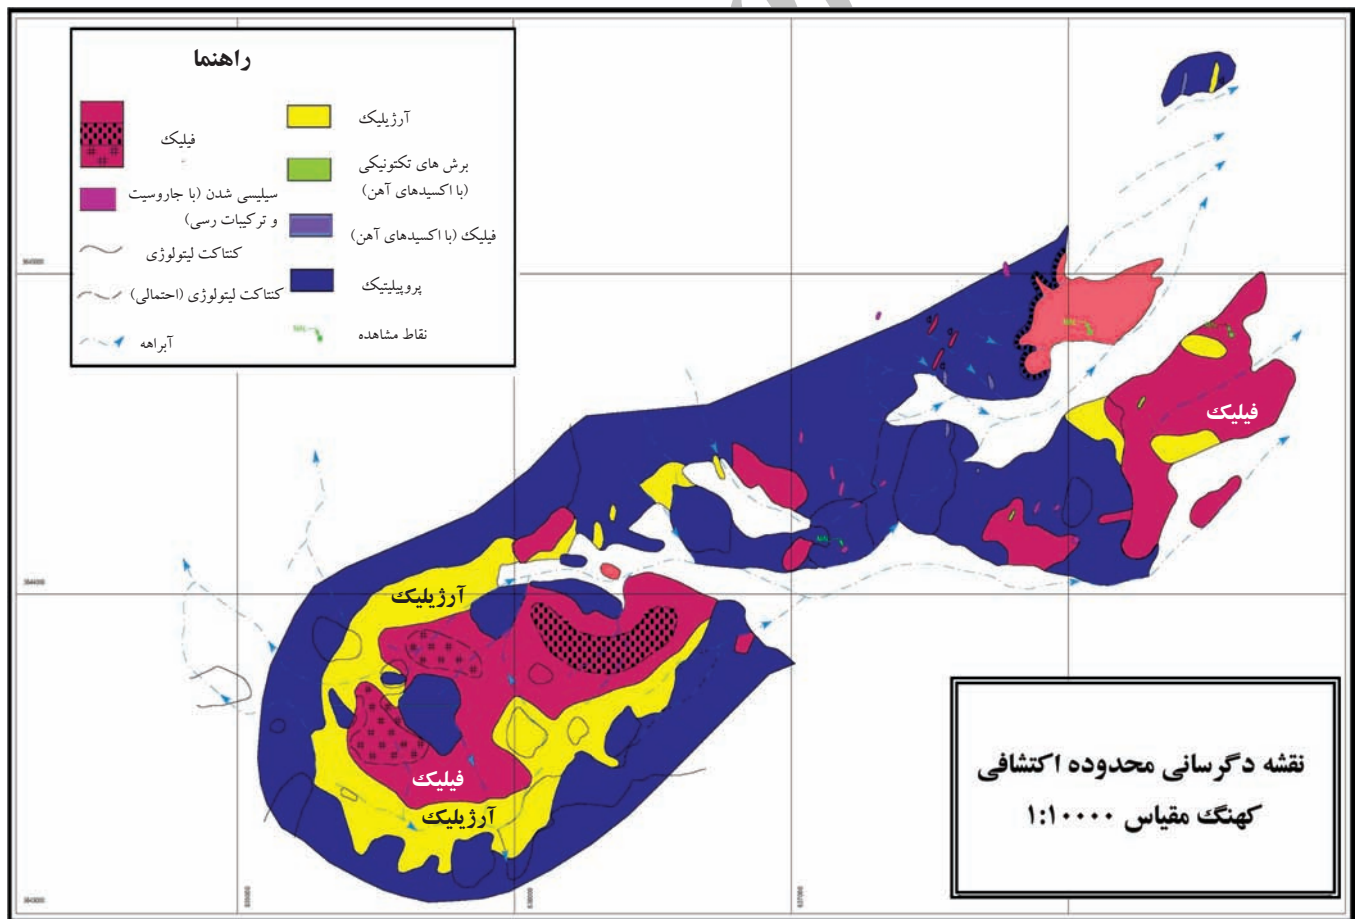 راهنما
فیلیک
آرژیلیک
برش های تکتونیکی
(با اکسیدهای آهن)
سیلیسی شدن (با جاروسیت
و ترکیبات رسی)
فیلیک (با اکسیدهای آهن)
کنتاکت لیتولوژی
پروپیلیتیک
کنتاکت لیتولوژی (احتمالی)
آبراهه
نقاط مشاهده
فیلیک
آرژیلیک
فیلیک
آرژیلیک
نقشه دگرسانی محدوده اکتشافی
کهنگ مقیاس ۱:۱۰۰۰۰